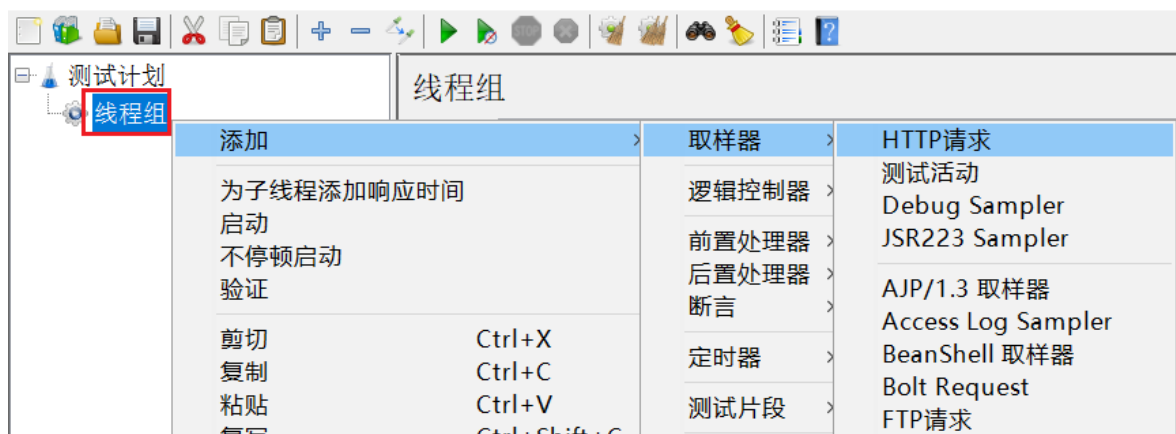 STOP
测试计划
线程组
线程组
添加
为子线程添加响应时间
启动
不停顿启动
验证
剪切 Ctrl+X
复制 Ctrl+C
粘贴 Ctrl+V
复写 Ctrl+Shift+C
取样器
逻辑控制器
前置处理器
后置处理器
断言
定时器
测试片段
HTTP请求
测试活动
Debug Sampler
JSR223 Sampler
AJP/1.3 取样器
Access Log Sampler
BeanShell 取样器
Bolt Request
FTP请求